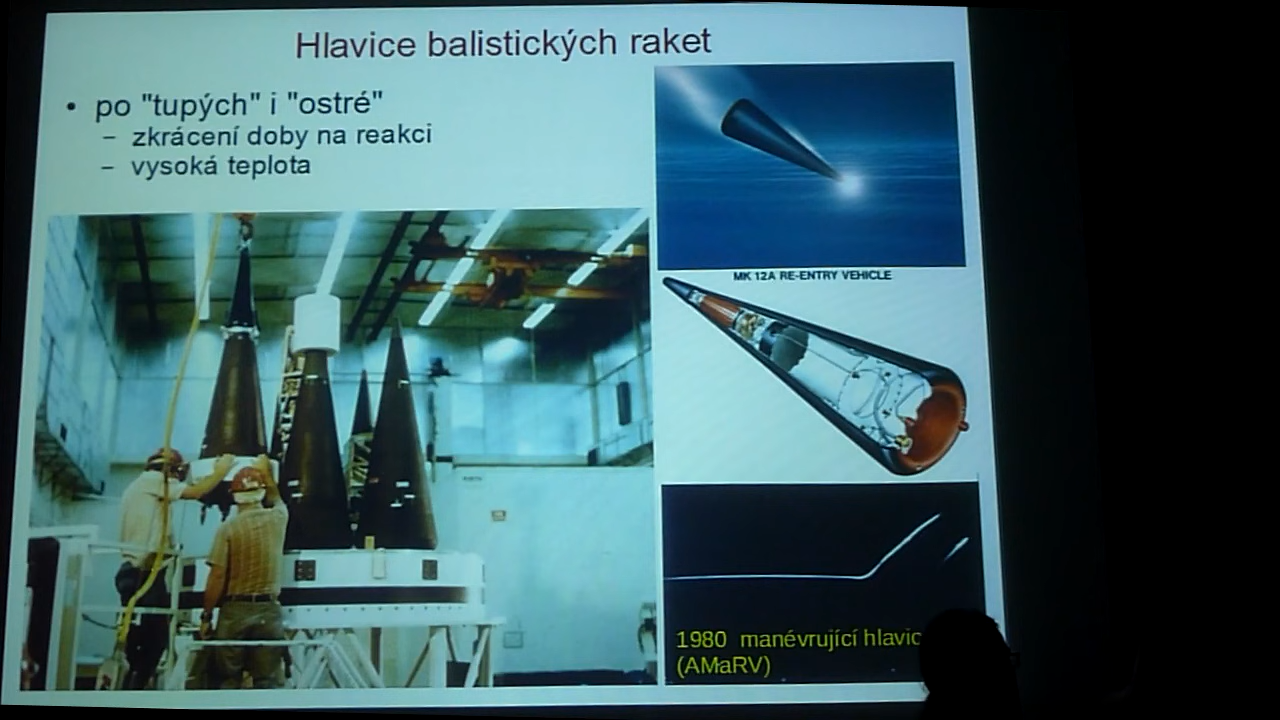 Hlavice balistických raket
• po "tupých" i "ostré"
– zkrácení doby na reakci
– vysoká teplota
MK 12A RE-ENTRY VEHICLE
1980 manévrující hlavic
(AMaRV)